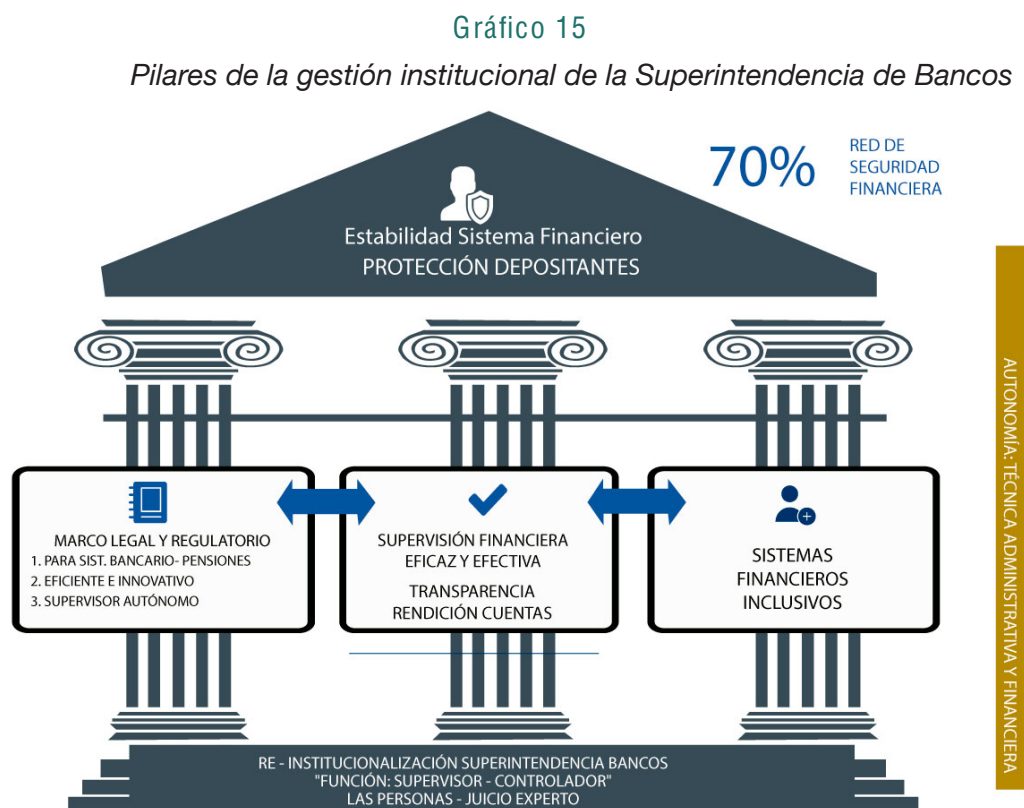 Gráfico 15
Pilares de la gestión institucional de la Superintendencia de Bancos
70%
RED DE
SEGURIDAD
FINANCIERA
Estabilidad Sistema Financiero
PROTECCIÓN DEPOSITANTES
MARCO LEGAL Y REGULATORIO
1. PARA SIST. BANCARIO- PENSIONES
2. EFICIENTE E INNOVATIVO
3. SUPERVISOR AUTÓNOMO
SUPERVISIÓN FINANCIERA
EFICAZ Y EFECTIVA
TRANSPARENCIA
RENDICIÓN CUENTAS
SISTEMAS
FINANCIEROS
INCLUSIVOS
AUTONOMÍA: TÉCNICA ADMINISTRATIVA Y FINANCIERA
RE - INSTITUCIONALIZACIÓN SUPERINTENDENCIA BANCOS
"FUNCIÓN: SUPERVISOR - CONTROLADOR"
LAS PERSONAS - JUICIO EXPERTO